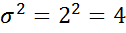 σ² = 2² = 4